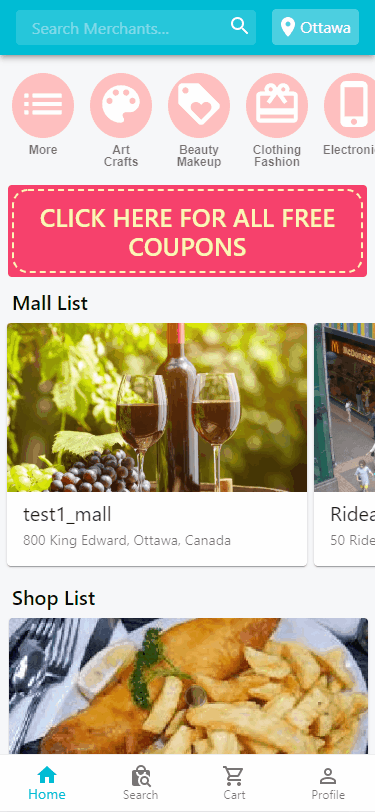 Search Merchants...
Ottawa
More
Art
Crafts
Beauty
Makeup
Clothing
Fashion
Electroni
CLICK HERE FOR ALL FREE
COUPONS
Mall List
McDonald's
test1_mall
800 King Edward, Ottawa, Canada
Ridea
50 Ride
Shop List
Home
Search
Cart
Profile